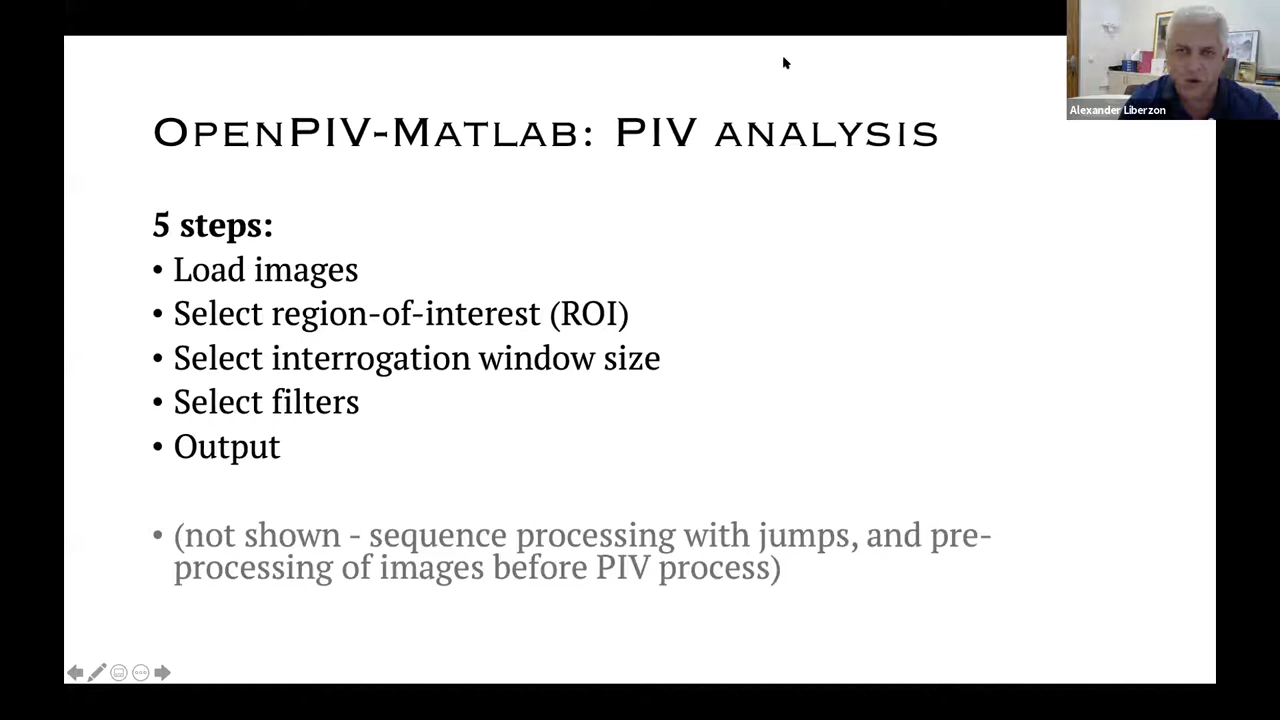 Alexander Liberzon
OpenPIV-Matlab: PIV analysis
5 steps:
• Load images
• Select region-of-interest (ROI)
• Select interrogation window size
• Select filters
• Output
• (not shown - sequence processing with jumps, and pre-
processing of images before PIV process)